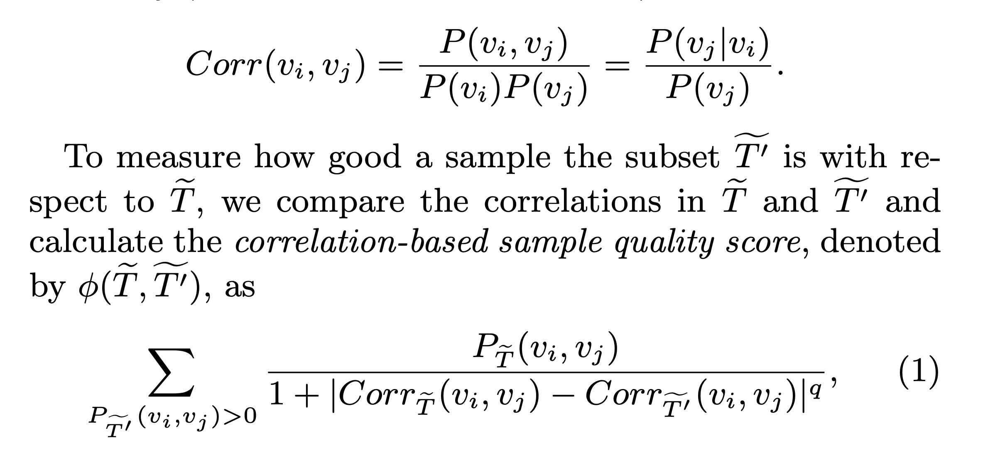 $Corr(v_i, v_j) = \frac{P(v_i, v_j)}{P(v_i)P(v_j)} = \frac{P(v_j|v_i)}{P(v_j)}.$
To measure how good a sample the subset $\widetilde{T'}$ is with re-
spect to $\widetilde{T}$, we compare the correlations in $\widetilde{T}$ and $\widetilde{T'}$ and
calculate the correlation-based sample quality score, denoted
by $\phi(\widetilde{T}, \widetilde{T'})$, as
$\sum_{P_{\widetilde{T'}}(v_i, v_j)>0} \frac{P_{\widetilde{T}}(v_i, v_j)}{1 + |Corr_{\widetilde{T}}(v_i, v_j) - Corr_{\widetilde{T'}}(v_i, v_j)|^q},$ (1)